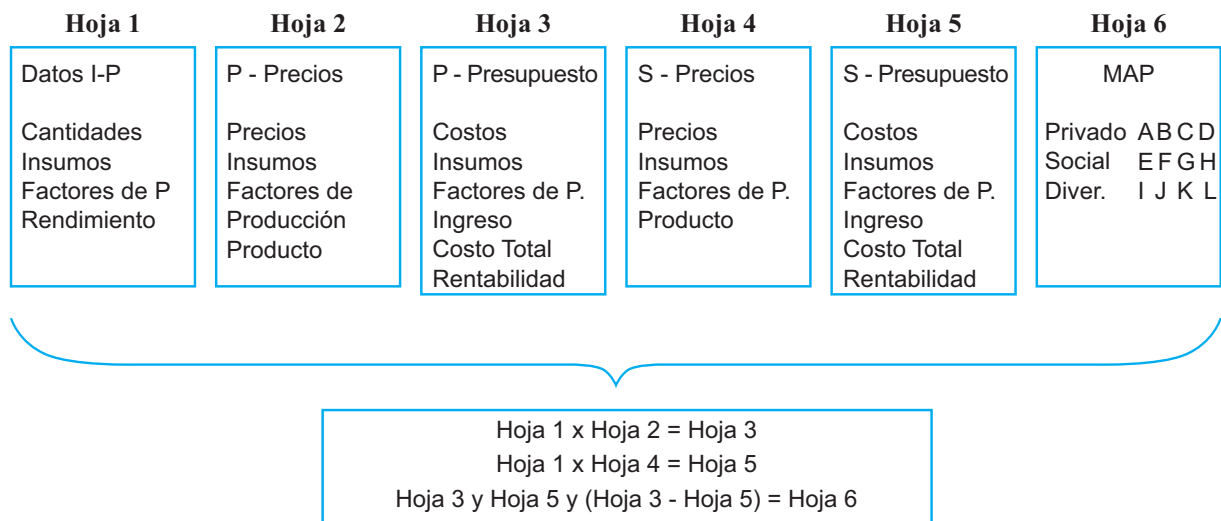 Hoja 1
Hoja 2
Hoja 3
Hoja 4
Hoja 5
Hoja 6
Datos I-P
Cantidades
Insumos
Factores de P
Rendimiento
P - Precios
Precios
Insumos
Factores de
Producción
Producto
P - Presupuesto
Costos
Insumos
Factores de P.
Ingreso
Costo Total
Rentabilidad
S - Precios
Precios
Insumos
Factores de P.
Producto
S - Presupuesto
Costos
Insumos
Factores de P.
Ingreso
Costo Total
Rentabilidad
MAP
Privado A B C D
Social E F G H
Diver. I J K L
Hoja 1 x Hoja 2 = Hoja 3
Hoja 1 x Hoja 4 = Hoja 5
Hoja 3 y Hoja 5 y (Hoja 3 - Hoja 5) = Hoja 6